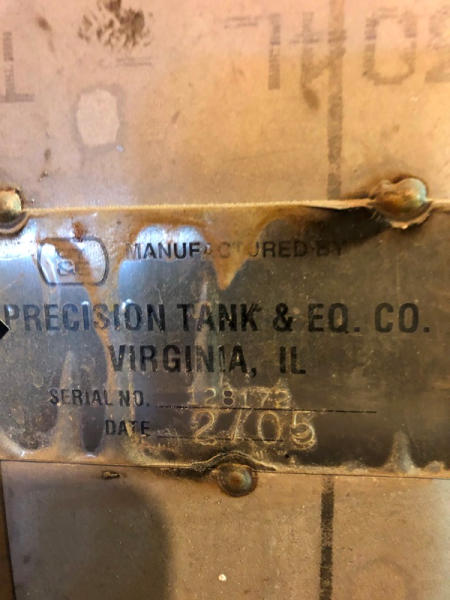 MANUFACTURED BY
PRECISION TANK & EQ. CO.
VIRGINIA, IL
SERIAL NO. 128172
DATE 2/05